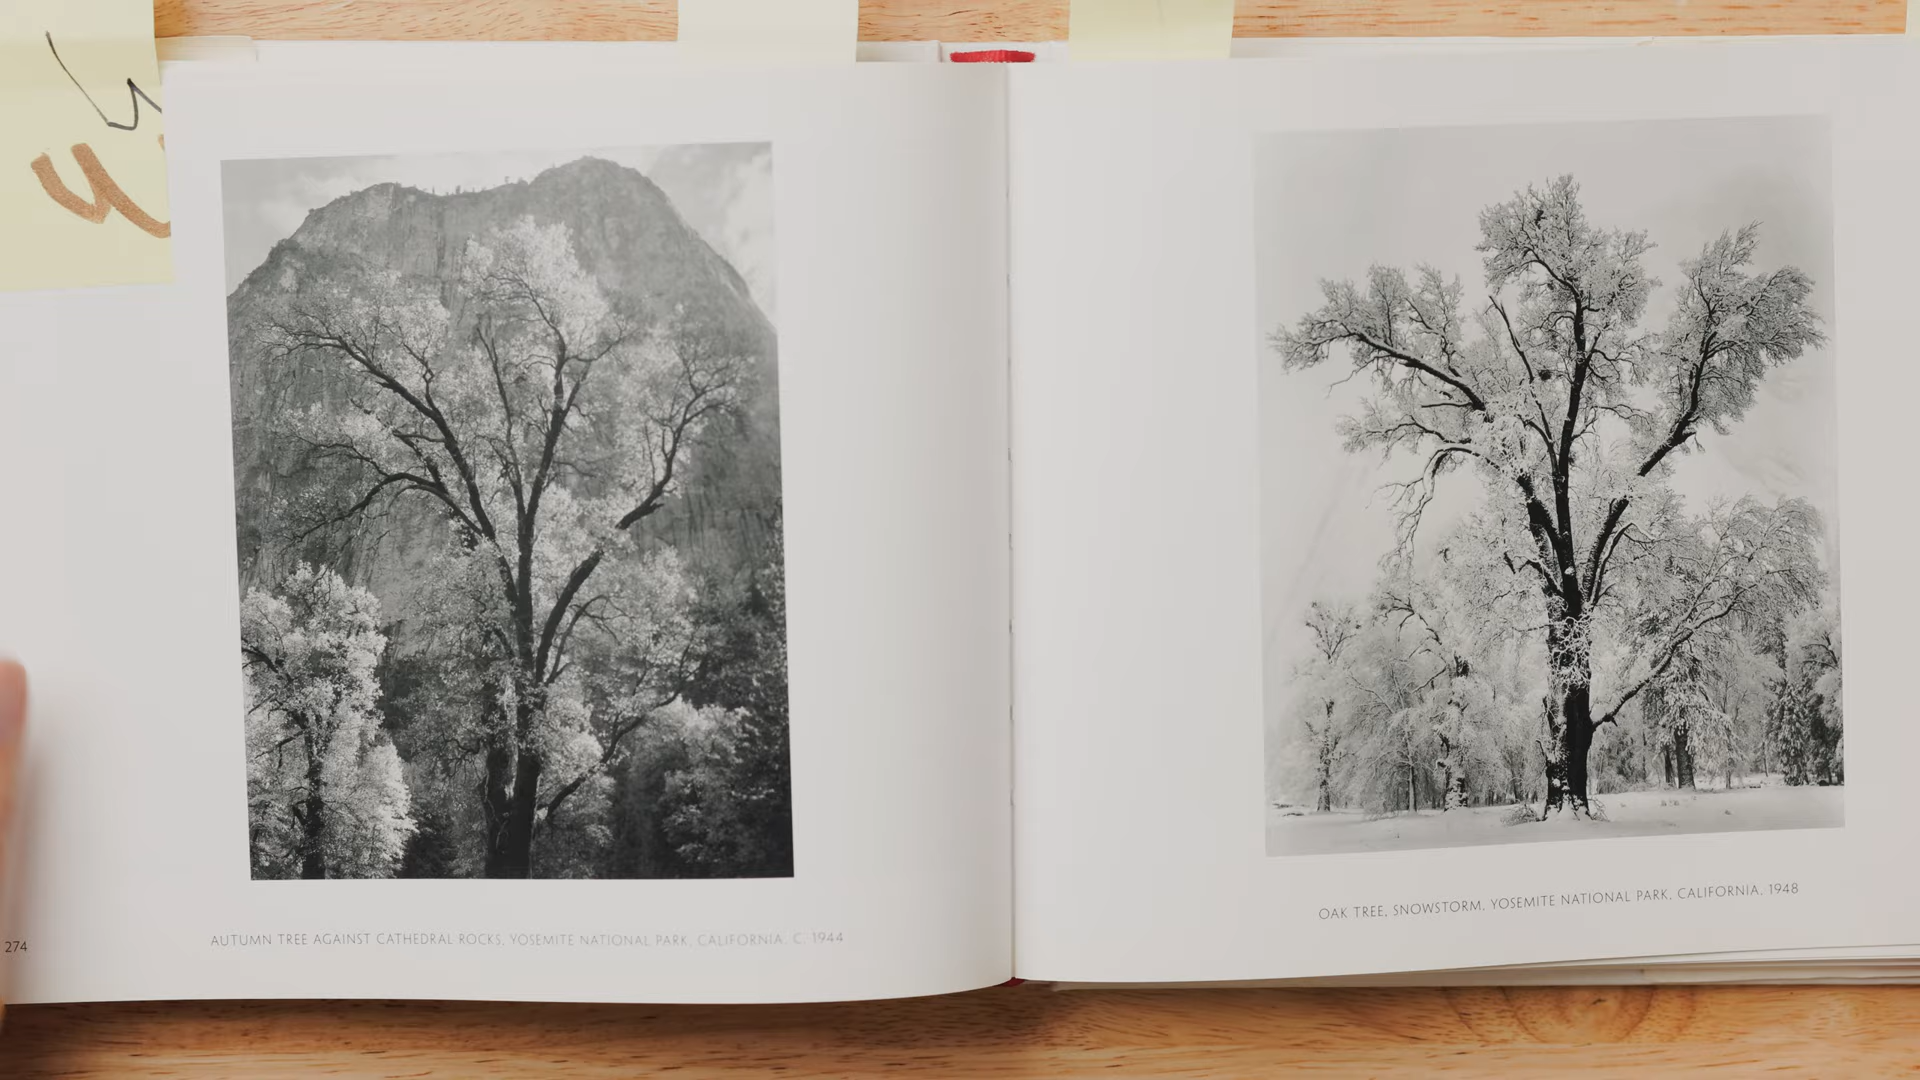 274
AUTUMN TREE AGAINST CATHEDRAL ROCKS, YOSEMITE NATIONAL PARK, CALIFORNIA, C. 1944
OAK TREE, SNOWSTORM, YOSEMITE NATIONAL PARK, CALIFORNIA, 1948